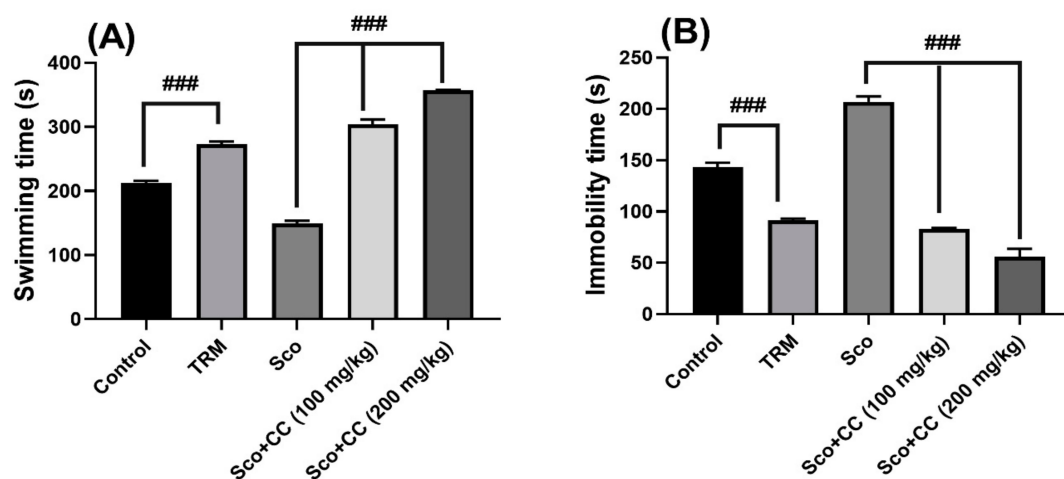 (A)
Swimming time (s)
400
300
200
100
0
###
###
Control
TRM
Sco
Sco+CC (100 mg/kg)
Sco+CC (200 mg/kg)
(B)
Immobility time (s)
250
200
150
100
50
0
###
###
Control
TRM
Sco
Sco+CC (100 mg/kg)
Sco+CC (200 mg/kg)